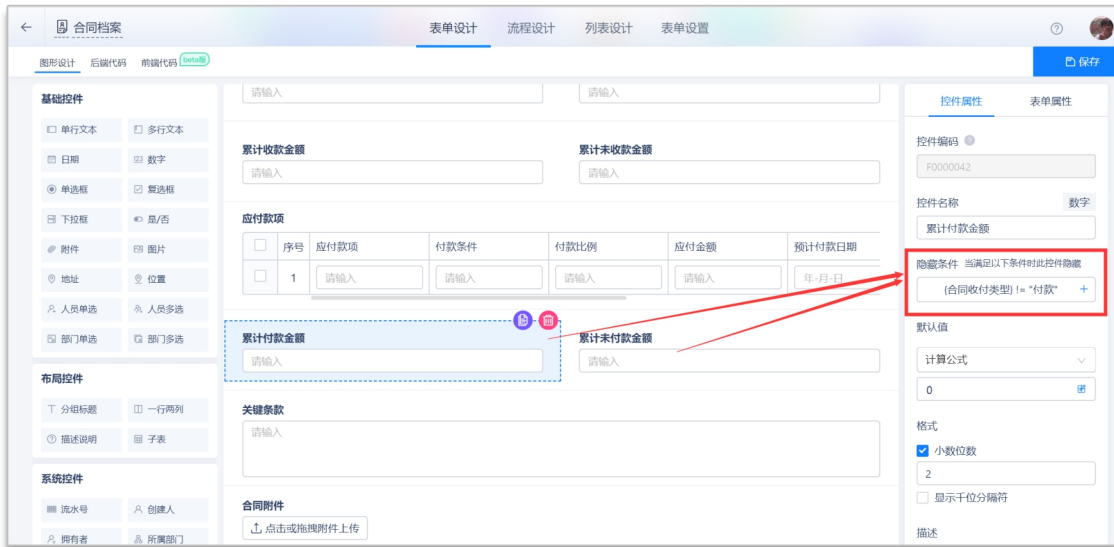 合同档案
表单设计 流程设计 列表设计 表单设置
图形设计 后端代码 前端代码 beta版
保存
基础控件
单行文本 多行文本
日期 数字
单选框 复选框
下拉框 是/否
附件 图片
地址 位置
人员单选 人员多选
部门单选 部门多选
布局控件
分组标题 一行两列
描述说明 子表
系统控件
流水号 创建人
拥有者 所属部门
请输入 请输入
累计收款金额 累计未收款金额
请输入 请输入
应付款项
序号 应付款项 付款条件 付款比例 应付金额 预计付款日期
1 请输入 请输入 请输入 请输入 年-月-日
累计付款金额 累计未付款金额
请输入 请输入
关键条款
请输入
合同附件
点击或拖拽附件上传
控件属性 表单属性
控件编码
F0000042
控件名称 数字
累计付款金额
隐藏条件 当满足以下条件时此控件隐藏
{合同收付类型} != "付款" +
默认值
计算公式
0
格式
小数位数
2
显示千位分隔符
描述